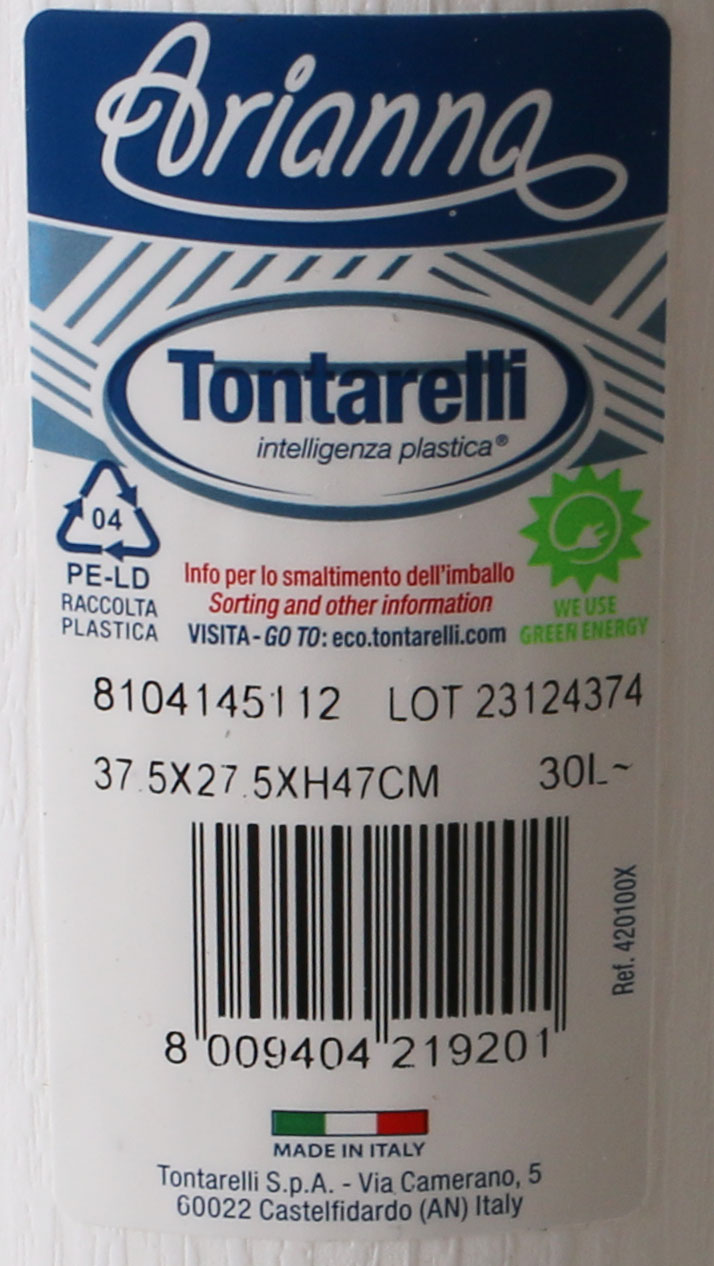 Arianna
Tontarelli
intelligenza plastica®
04
PE-LD
RACCOLTA
PLASTICA
Info per lo smaltimento dell'imballo
Sorting and other information
VISITA - GO TO: eco.tontarelli.com
WE USE
GREEN ENERGY
8104145112 LOT 23124374
37.5X27.5XH47CM 30L~
Ref. 420100X
8 009404 219201
MADE IN ITALY
Tontarelli S.p.A. - Via Camerano, 5
60022 Castelfidardo (AN) Italy